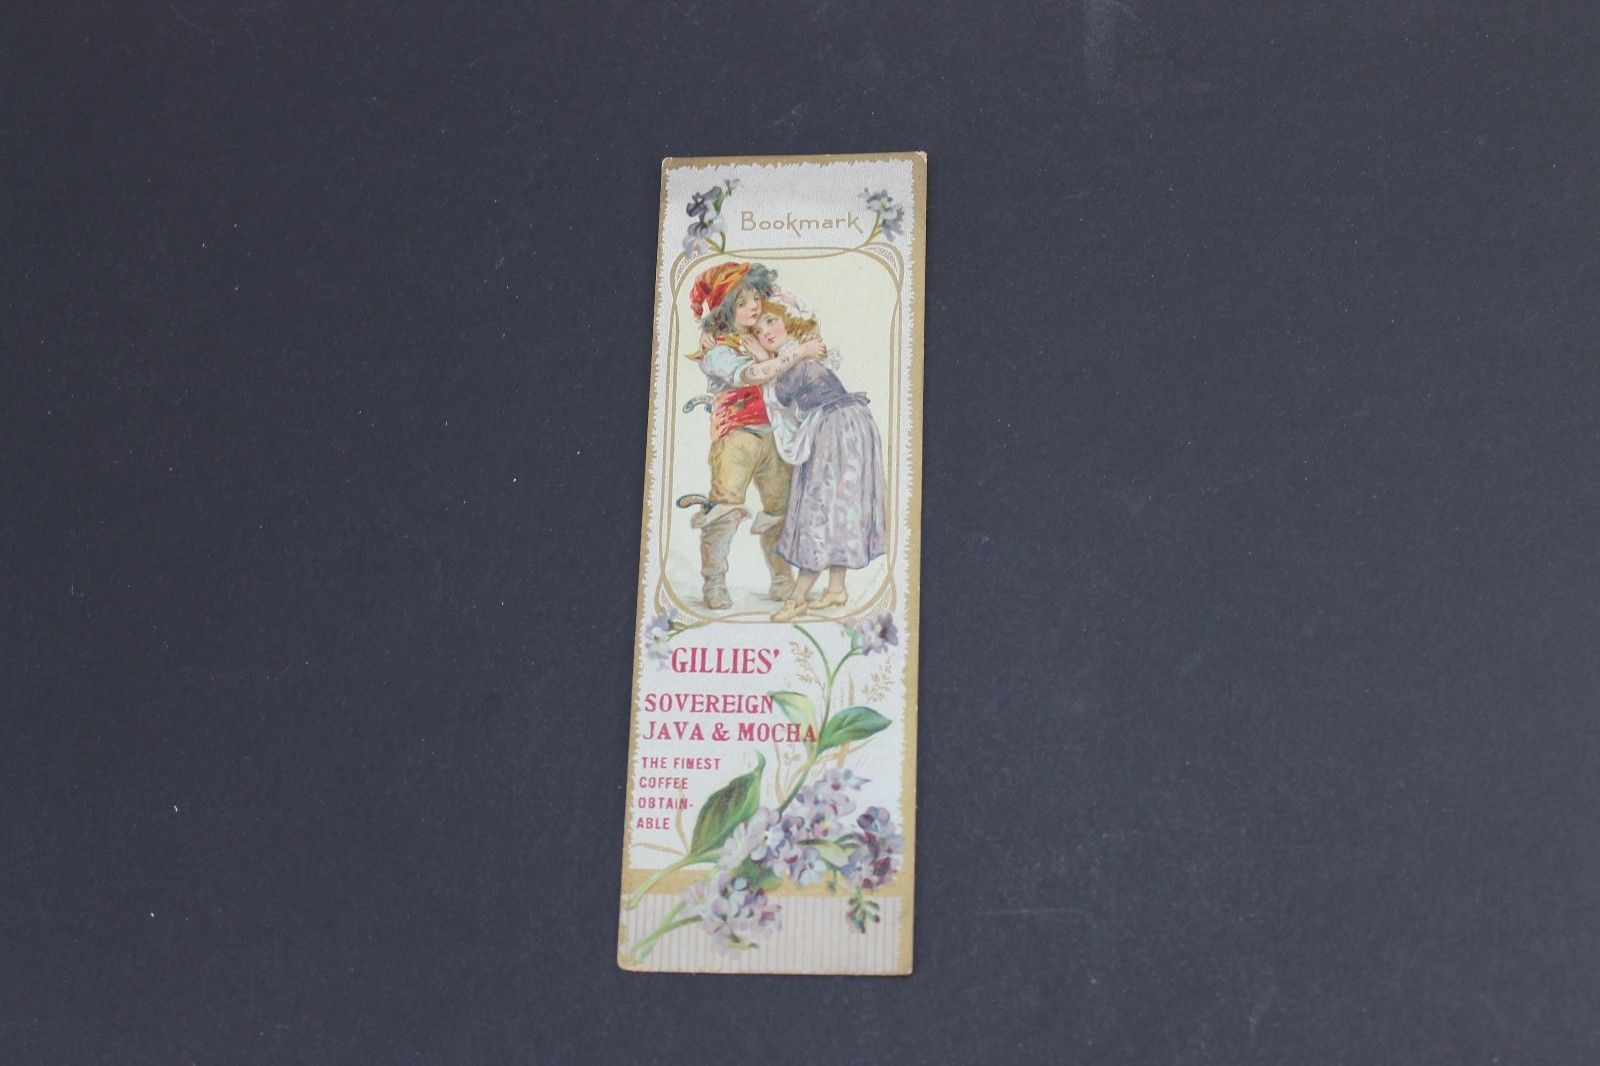 Bookmark
GILLIES'
SOVEREIGN
JAVA & MOCHA
THE FINEST
COFFEE
OBTAIN-
ABLE